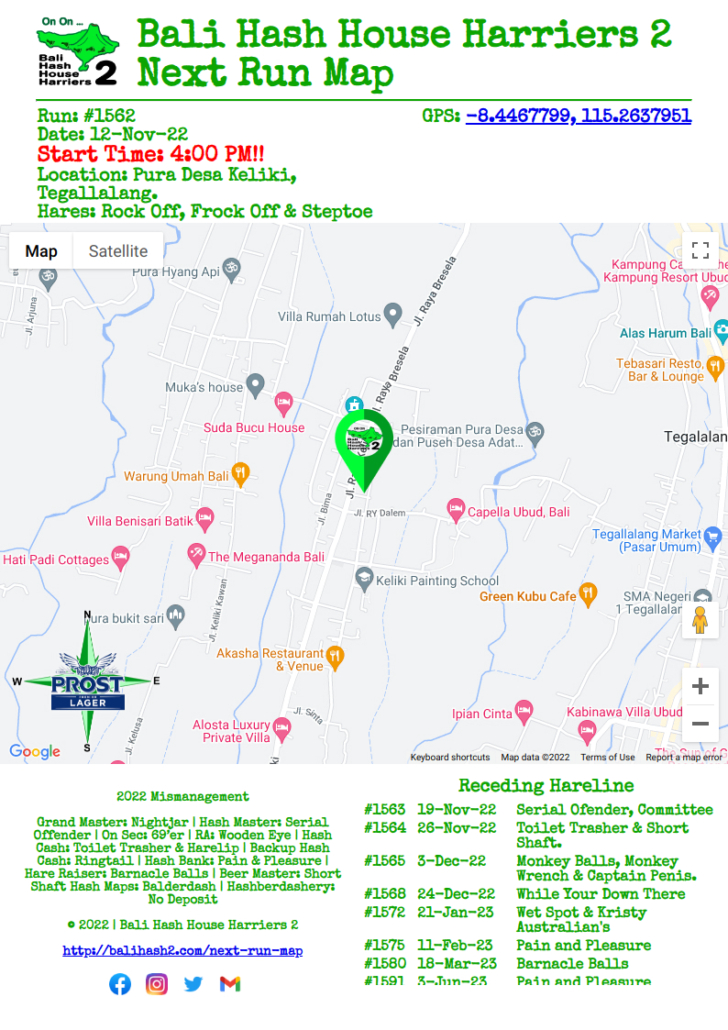 On On ...
Bali
Hash
House
Harriers 2
Bali Hash House Harriers 2
Next Run Map
Run: #1562
GPS: -8.4467799, 115.2637951
Date: 12-Nov-22
Start Time: 4:00 PM!!
Location: Pura Desa Keliki,
Tegallalang.
Hares: Rock Off, Frock Off & Steptoe
Map
Satellite
Pura Hyang Api
Jl. Raya Bresela
Kampung Resort Ubud
Jl. Arjuna
Villa Rumah Lotus
Alas Harum Bali
Jl. Raya Bresela
Tebasari Resto,
Bar & Lounge
Muka's house
Suda Bucu House
Pesiraman Pura Desa
dan Puseh Desa Adat...
Tegalalan
2
Warung Umah Bali
Jl. Bima
Jl. RY Dalem
Villa Benisari Batik
Capella Ubud, Bali
Tegallalang Market
(Pasar Umum)
Hati Padi Cottages
The Megananda Bali
Keliki Painting School
Green Kubu Cafe
SMA Negeri
1 Tegallalar
Jl. Keliki Kawan
N
Pura bukit sari
Akasha Restaurant
& Venue
W
PROST
LAGER
E
Ipian Cinta
Kabinawa Villa Ubud
Jl. Sinta
Jl. Kelusa
Alosta Luxury
Private Villa
S
Google
Keyboard shortcuts
Map data ©2022
Terms of Use
Report a map error
2022 Mismanagement
Grand Master: Nightjar | Hash Master: Serial
Offender | On Sec: 69'er | RA: Wooden Eye | Hash
Cash: Toilet Trasher & Harelip | Backup Hash
Cash: Ringtail | Hash Bank: Pain & Pleasure |
Hare Raiser: Barnacle Balls | Beer Master: Short
Shaft Hash Maps: Balderdash | Hashberdashery:
No Deposit
© 2022 | Bali Hash House Harriers 2
http://balihash2.com/next-run-map
Receding Hareline
#1563 19-Nov-22 Serial Ofender, Committee
#1564 26-Nov-22 Toilet Trasher & Short
Shaft.
#1565 3-Dec-22 Monkey Balls, Monkey
Wrench & Captain Penis.
#1568 24-Dec-22 While Your Down There
#1572 21-Jan-23 Wet Spot & Kristy
Australian's
#1575 11-Feb-23 Pain and Pleasure
#1580 18-Mar-23 Barnacle Balls
#1591 3-Jun-23 Pain and Pleasure